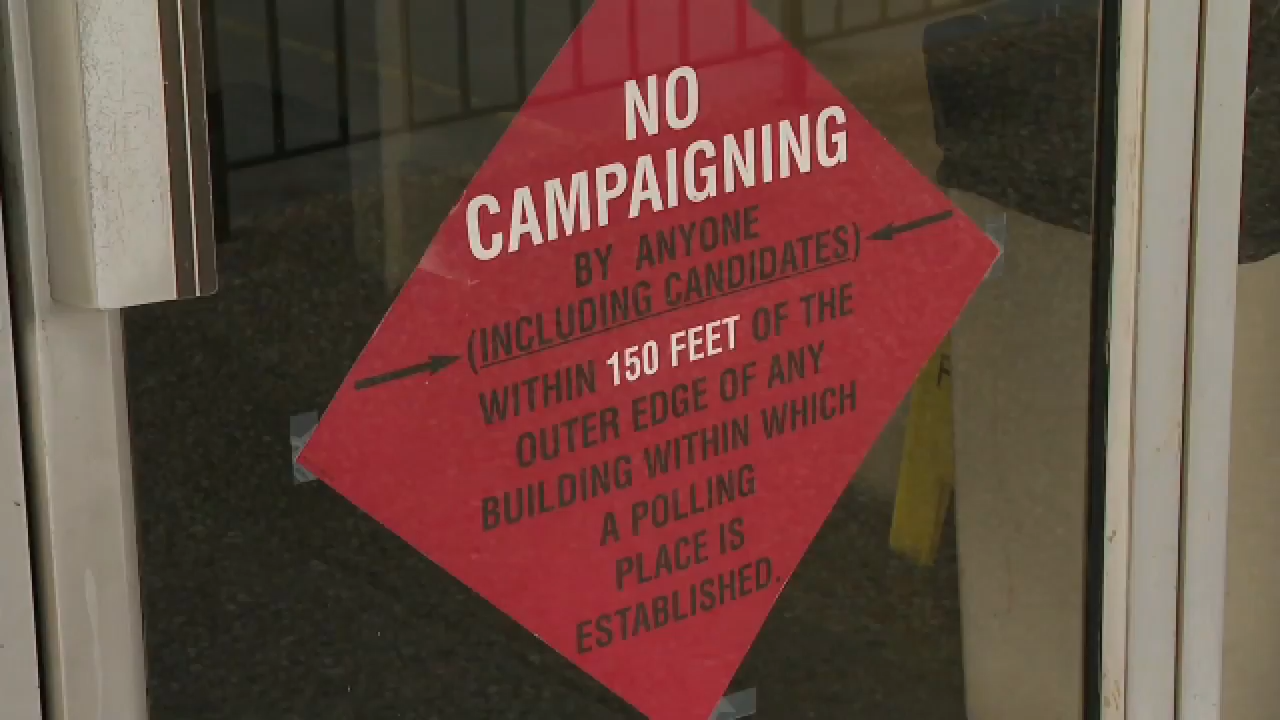 NO
CAMPAIGNING
BY ANYONE
(INCLUDING CANDIDATES)
WITHIN 150 FEET OF THE
OUTER EDGE OF ANY
BUILDING WITHIN WHICH
A POLLING
PLACE IS
ESTABLISHED.